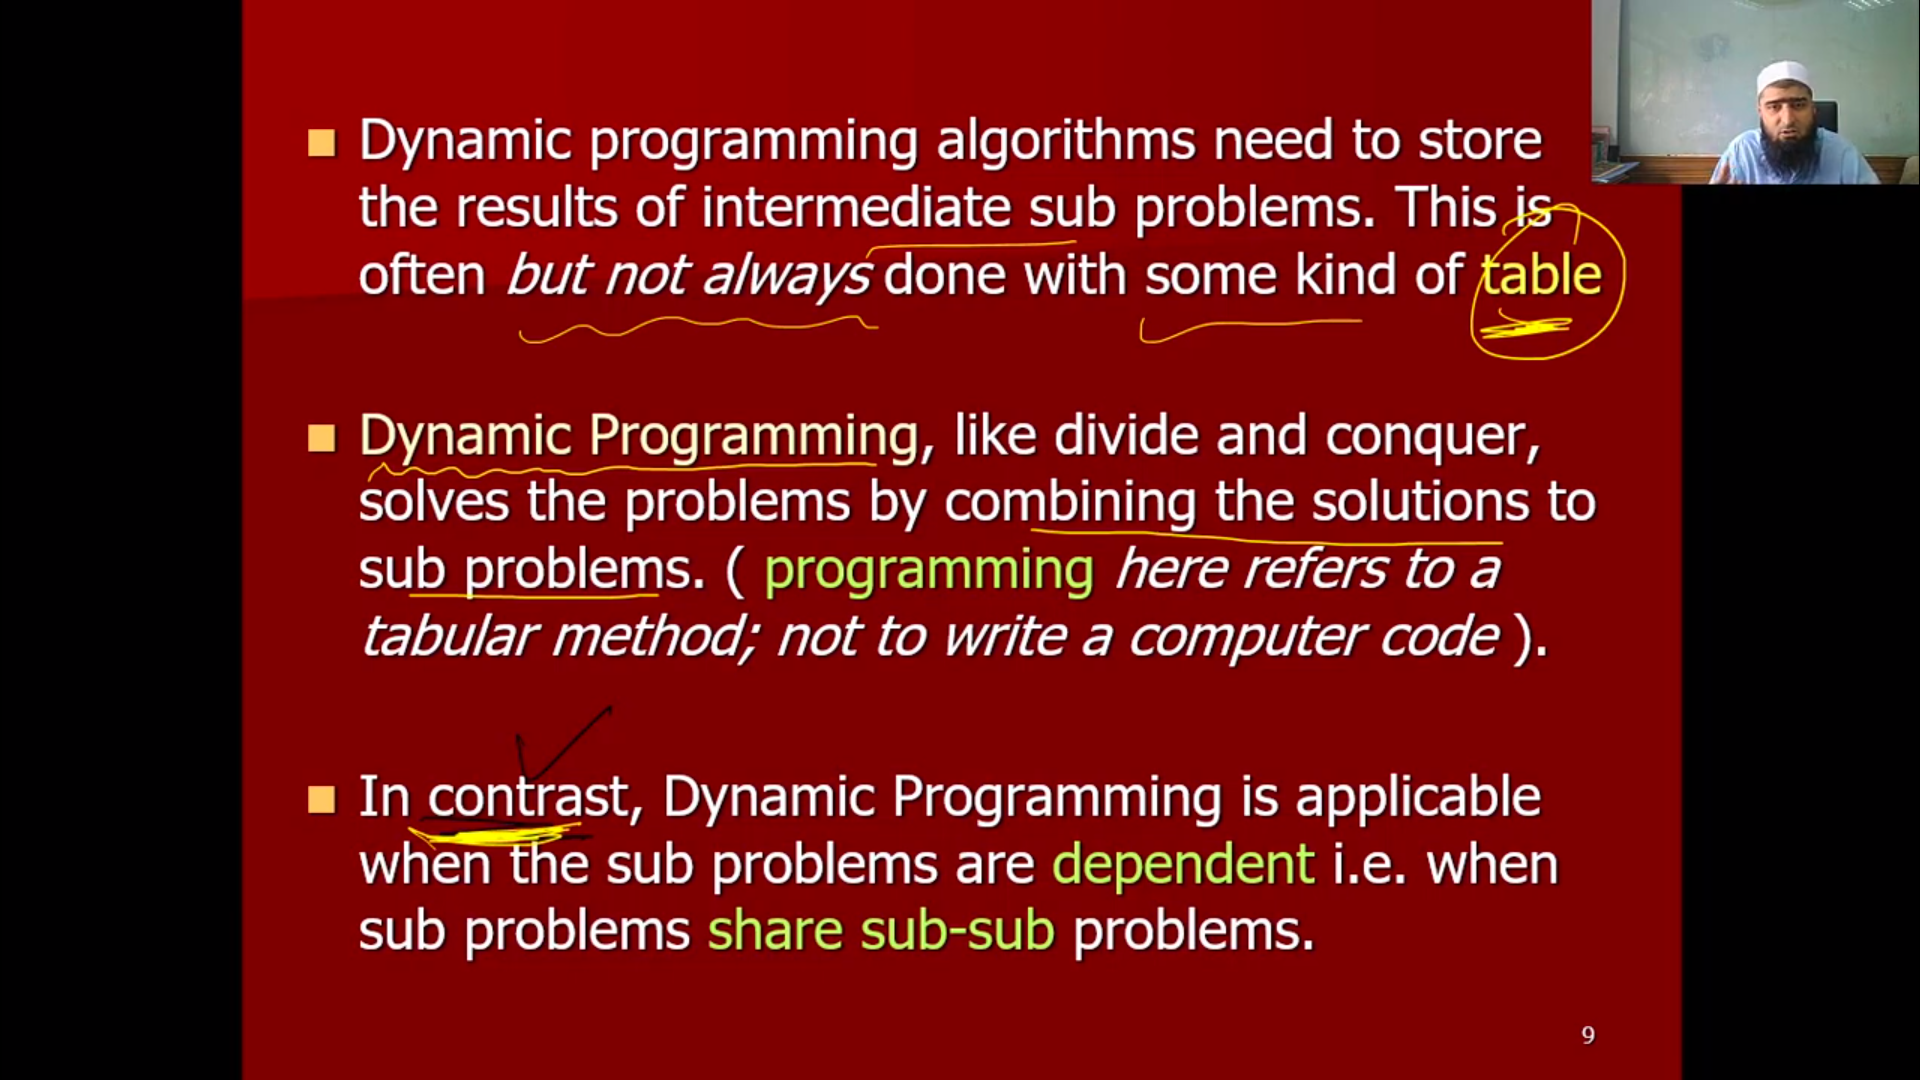 Dynamic programming algorithms need to store
the results of intermediate sub problems. This is
often but not always done with some kind of table
Dynamic Programming, like divide and conquer,
solves the problems by combining the solutions to
sub problems. ( programming here refers to a
tabular method; not to write a computer code ).
In contrast, Dynamic Programming is applicable
when the sub problems are dependent i.e. when
sub problems share sub-sub problems.
9